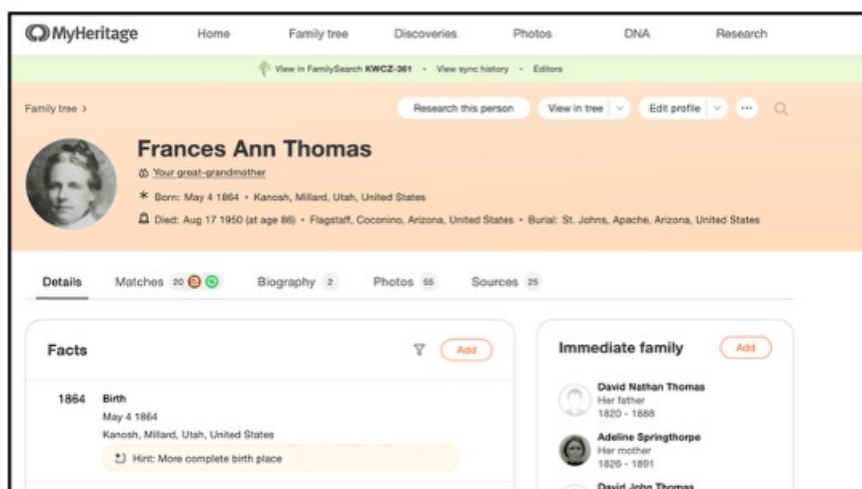 MyHeritage Home Family tree Discoveries Photos DNA Research
View in FamilySearch KWCZ-361 • View sync history • Editors
Family tree > Research this person View in tree Edit profile ...
Frances Ann Thomas
Your great-grandmother
Born: May 4 1864 • Kanosh, Millard, Utah, United States
Died: Aug 17 1950 (at age 86) • Flagstaff, Coconino, Arizona, United States • Burial: St. Johns, Apache, Arizona, United States
Details Matches 20 Biography 2 Photos 55 Sources 25
Facts Add
Immediate family Add
1864 Birth
May 4 1864
Kanosh, Millard, Utah, United States
Hint: More complete birth place
David Nathan Thomas
Her father
1820 - 1888
Adeline Springthorpe
Her mother
1826 - 1891
David John Thomas